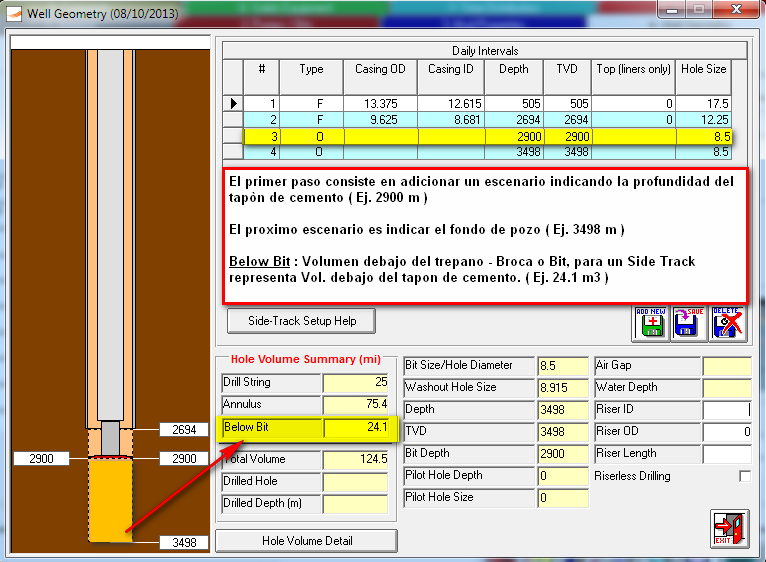 Well Geometry (08/10/2013)
Daily Intervals
# Type Casing OD Casing ID Depth TVD Top (liners only) Hole Size
1 F 13.375 12.615 505 505 0 17.5
2 F 9.625 8.681 2694 2694 0 12.25
3 O 2900 2900 8.5
4 O 3498 3498 8.5
El primer paso consiste en adicionar un escenario indicando la profundidad del
tapòn de cemento ( Ej. 2900 m )
El proximo escenario es indicar el fondo de pozo ( Ej. 3498 m )
Below Bit : Volumen debajo del trepano - Broca o Bit, para un Side Track
representa Vol. debajo del tapon de cemento. ( Ej. 24.1 m3 )
Side-Track Setup Help
ADD NEW SAVE DELETE
Hole Volume Summary (mi)
Drill String 25
Annulus 75.4
Below Bit 24.1
Total Volume 124.5
Drilled Hole
Drilled Depth (m)
Hole Volume Detail
Bit Size/Hole Diameter 8.5
Washout Hole Size 8.915
Depth 3498
TVD 3498
Bit Depth 2900
Pilot Hole Depth 0
Pilot Hole Size 0
Air Gap
Water Depth
Riser ID
Riser OD 0
Riser Length
Riserless Drilling
EXIT
2694
2900 2900
3498